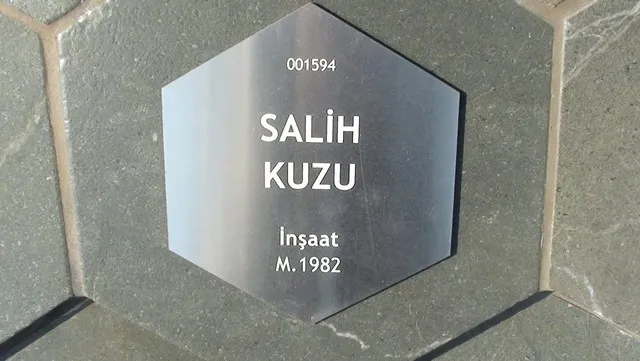 001594
SALİH
KUZU
İnşaat
M.1982